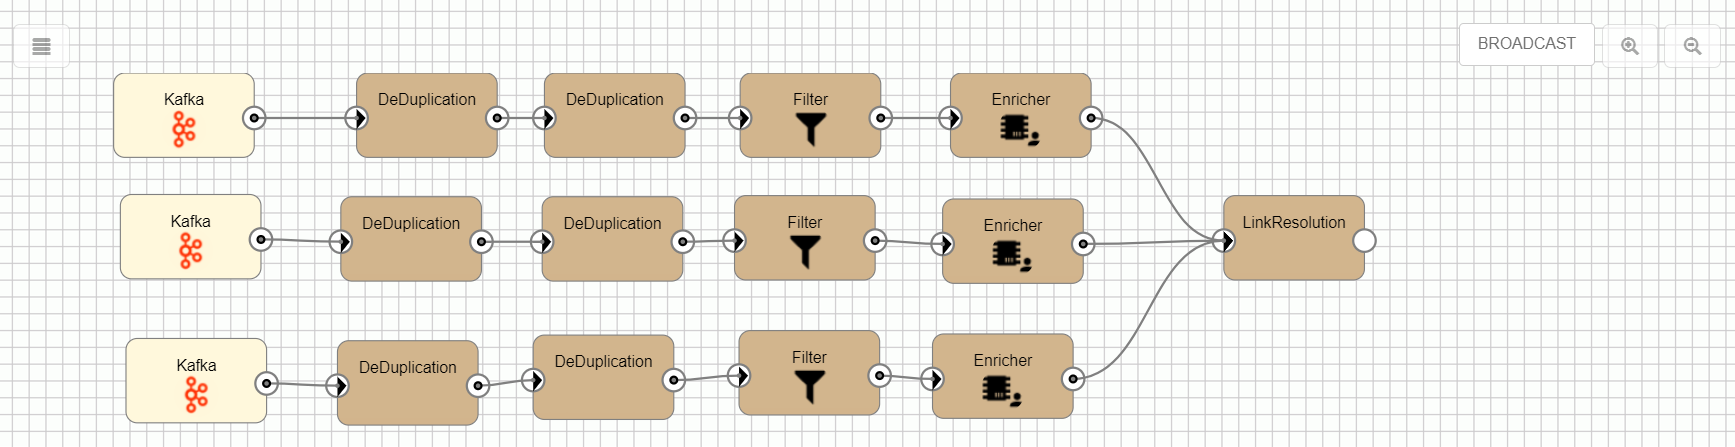 BROADCAST
Kafka
DeDuplication
DeDuplication
Filter
Enricher
Kafka
DeDuplication
DeDuplication
Filter
Enricher
LinkResolution
Kafka
DeDuplication
DeDuplication
Filter
Enricher